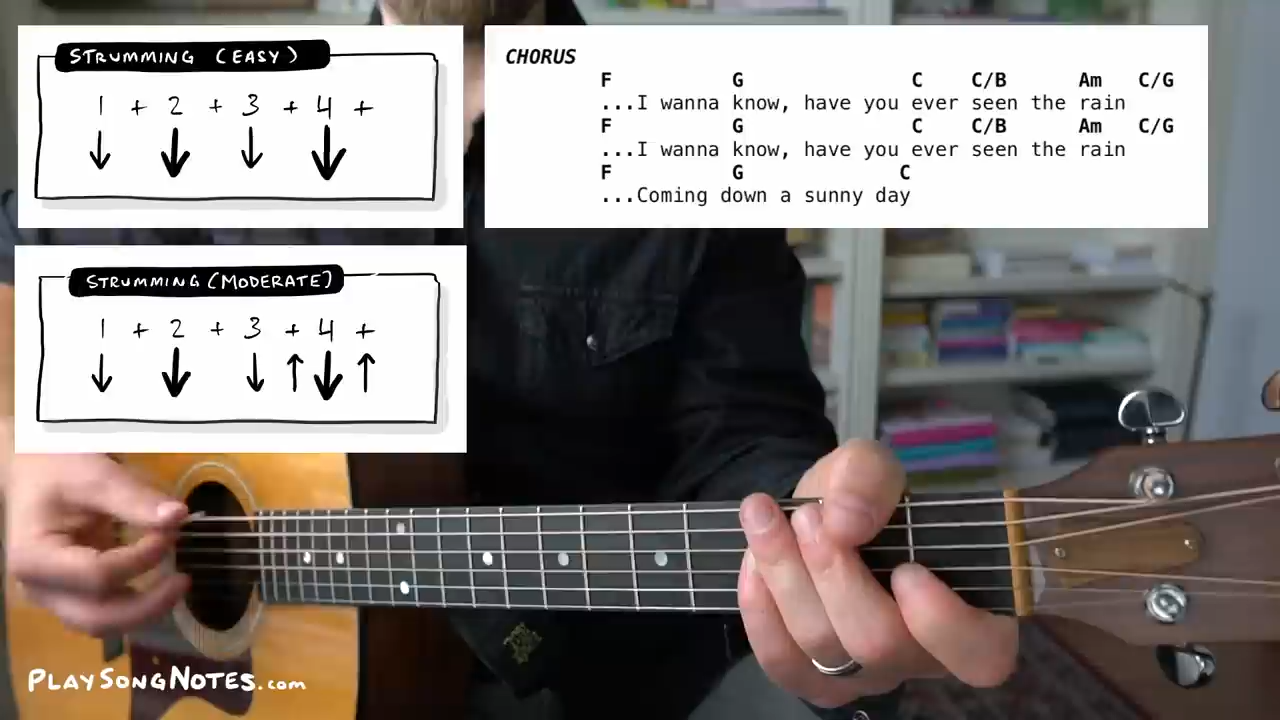 STRUMMING (EASY)
1 + 2 + 3 + 4 +
STRUMMING (MODERATE)
1 + 2 + 3 + 4 +
CHORUS
F G C C/B Am C/G
...I wanna know, have you ever seen the rain
F G C C/B Am C/G
...I wanna know, have you ever seen the rain
F G C
...Coming down a sunny day
PLAYSONGNOTES.COM